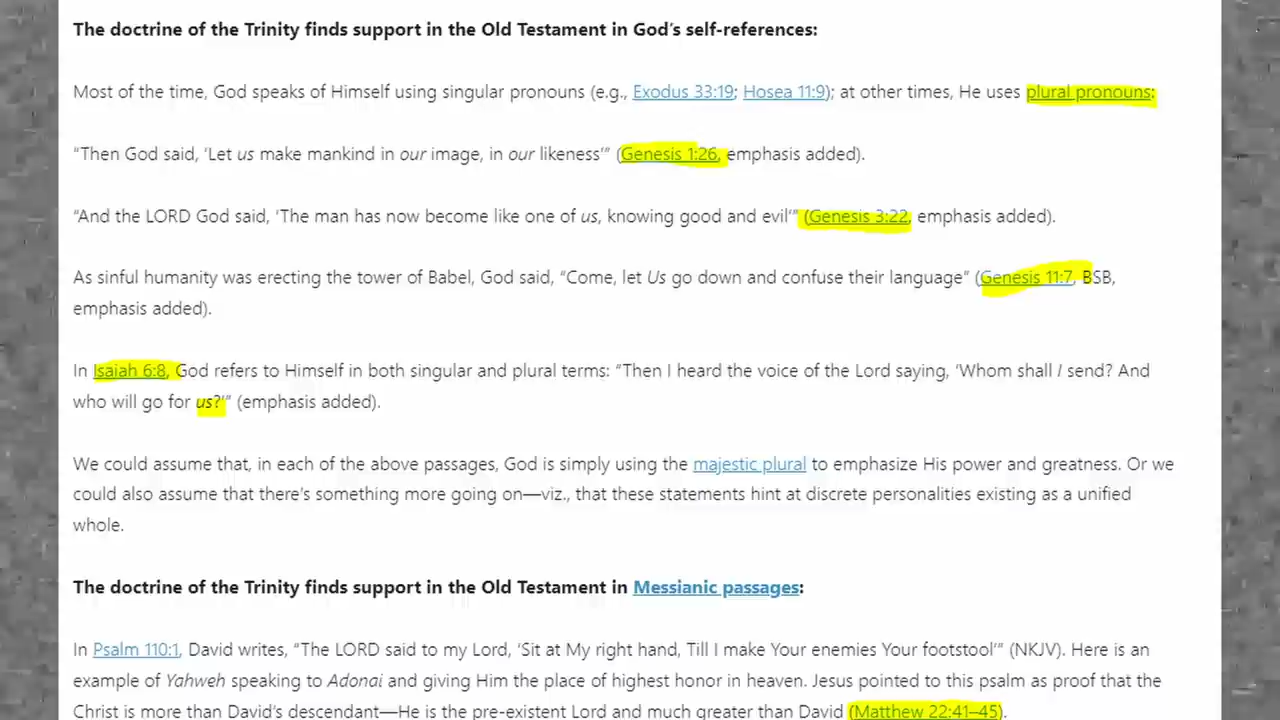 The doctrine of the Trinity finds support in the Old Testament in God’s self-references:
Most of the time, God speaks of Himself using singular pronouns (e.g., Exodus 33:19; Hosea 11:9); at other times, He uses plural pronouns:
“Then God said, ‘Let us make mankind in our image, in our likeness’” (Genesis 1:26, emphasis added).
“And the LORD God said, ‘The man has now become like one of us, knowing good and evil’” (Genesis 3:22, emphasis added).
As sinful humanity was erecting the tower of Babel, God said, “Come, let Us go down and confuse their language” (Genesis 11:7, BSB,
emphasis added).
In Isaiah 6:8, God refers to Himself in both singular and plural terms: “Then I heard the voice of the Lord saying, ‘Whom shall I send? And
who will go for us?’” (emphasis added).
We could assume that, in each of the above passages, God is simply using the majestic plural to emphasize His power and greatness. Or we
could also assume that there’s something more going on—viz., that these statements hint at discrete personalities existing as a unified
whole.
The doctrine of the Trinity finds support in the Old Testament in Messianic passages:
In Psalm 110:1, David writes, “The LORD said to my Lord, ‘Sit at My right hand, Till I make Your enemies Your footstool’” (NKJV). Here is an
example of Yahweh speaking to Adonai and giving Him the place of highest honor in heaven. Jesus pointed to this psalm as proof that the
Christ is more than David’s descendant—He is the pre-existent Lord and much greater than David (Matthew 22:41–45).